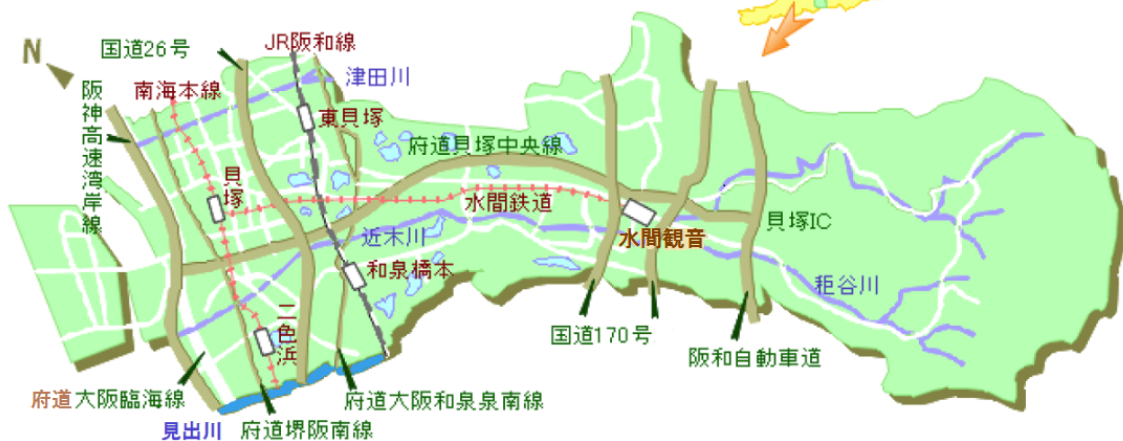 N
国道26号
JR阪和線
南海本線
津田川
阪神高速湾岸線
東貝塚
府道貝塚中央線
貝塚
水間鉄道
近木川
水間観音
貝塚IC
和泉橋本
秬谷川
二色浜
国道170号
阪和自動車道
府道大阪臨海線
府道大阪和泉泉南線
見出川
府道堺阪南線